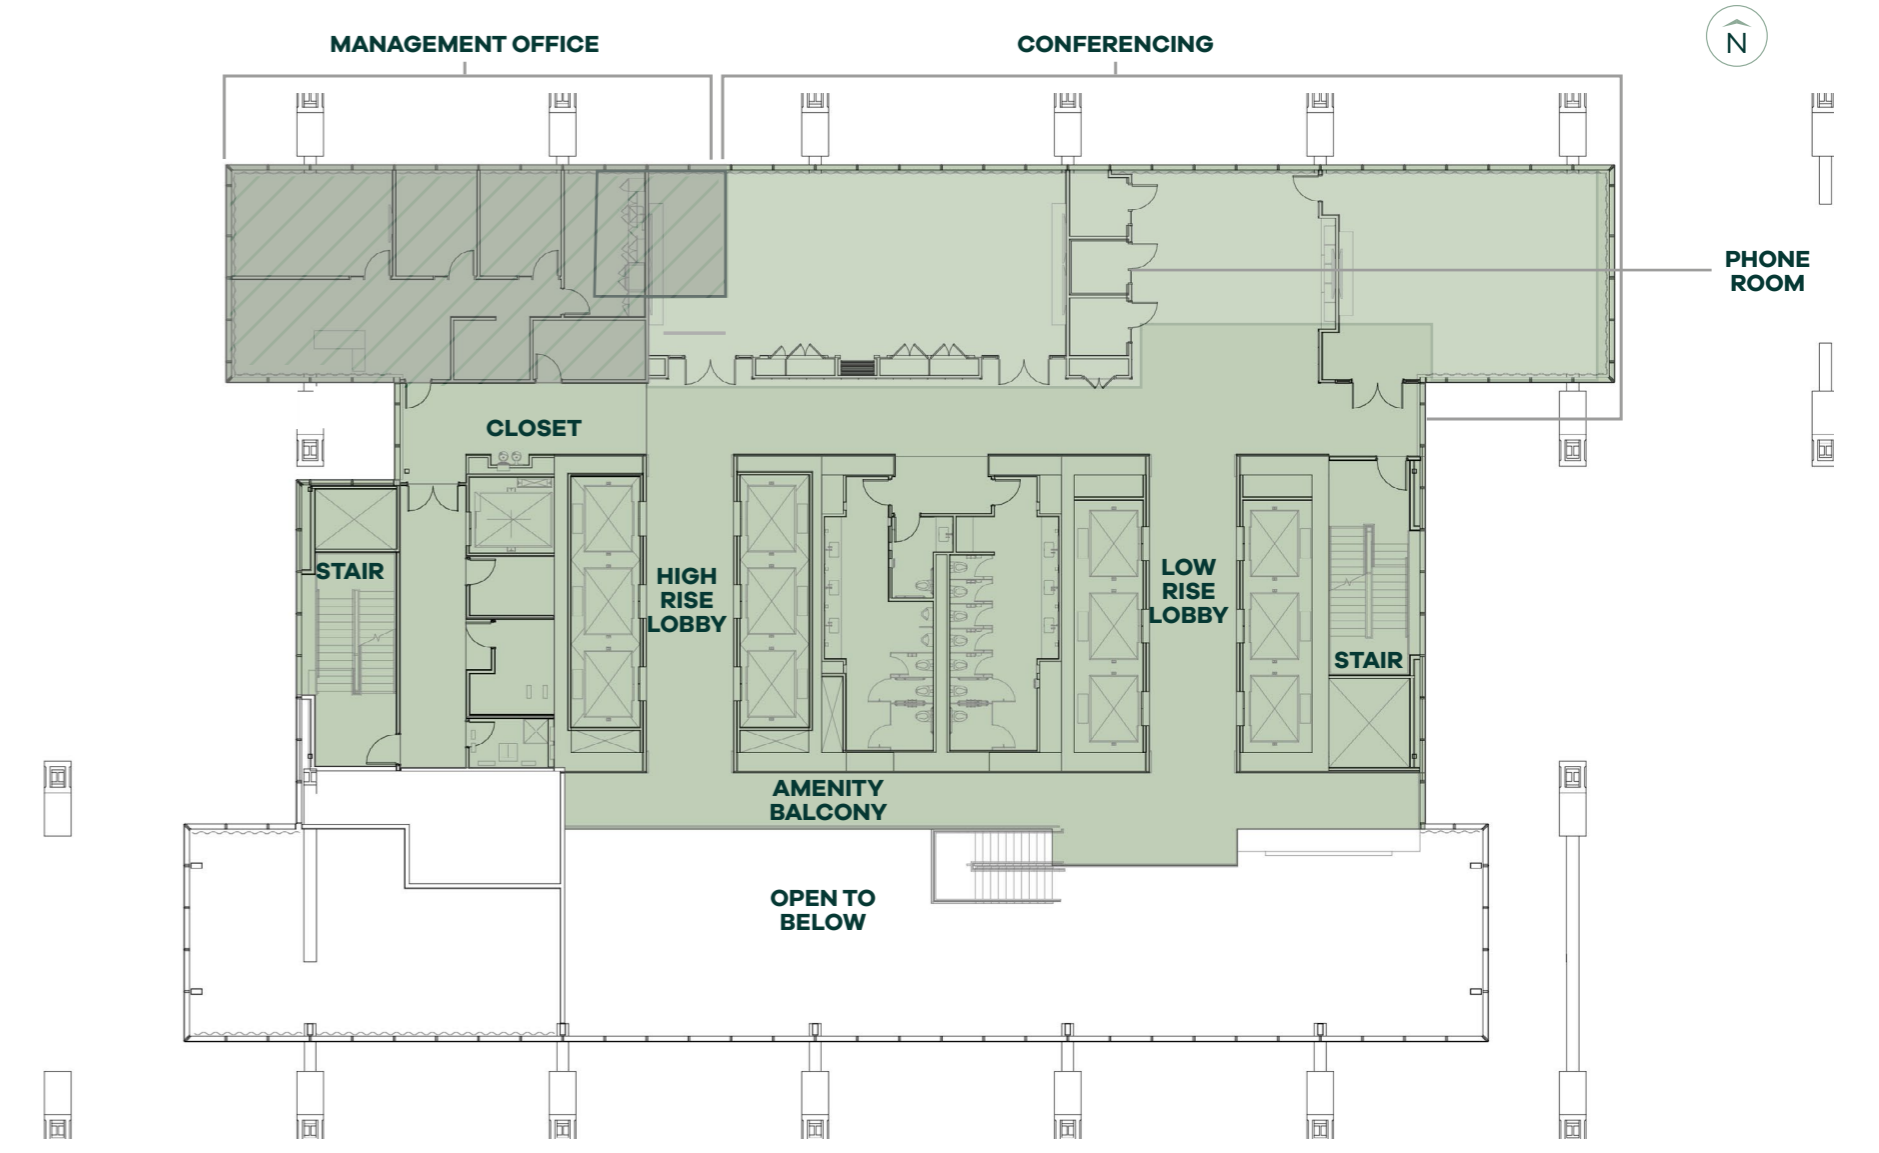 MANAGEMENT OFFICE
CONFERENCING
N
PHONE
ROOM
CLOSET
STAIR
HIGH
RISE
LOBBY
LOW
RISE
LOBBY
STAIR
AMENITY
BALCONY
OPEN TO
BELOW